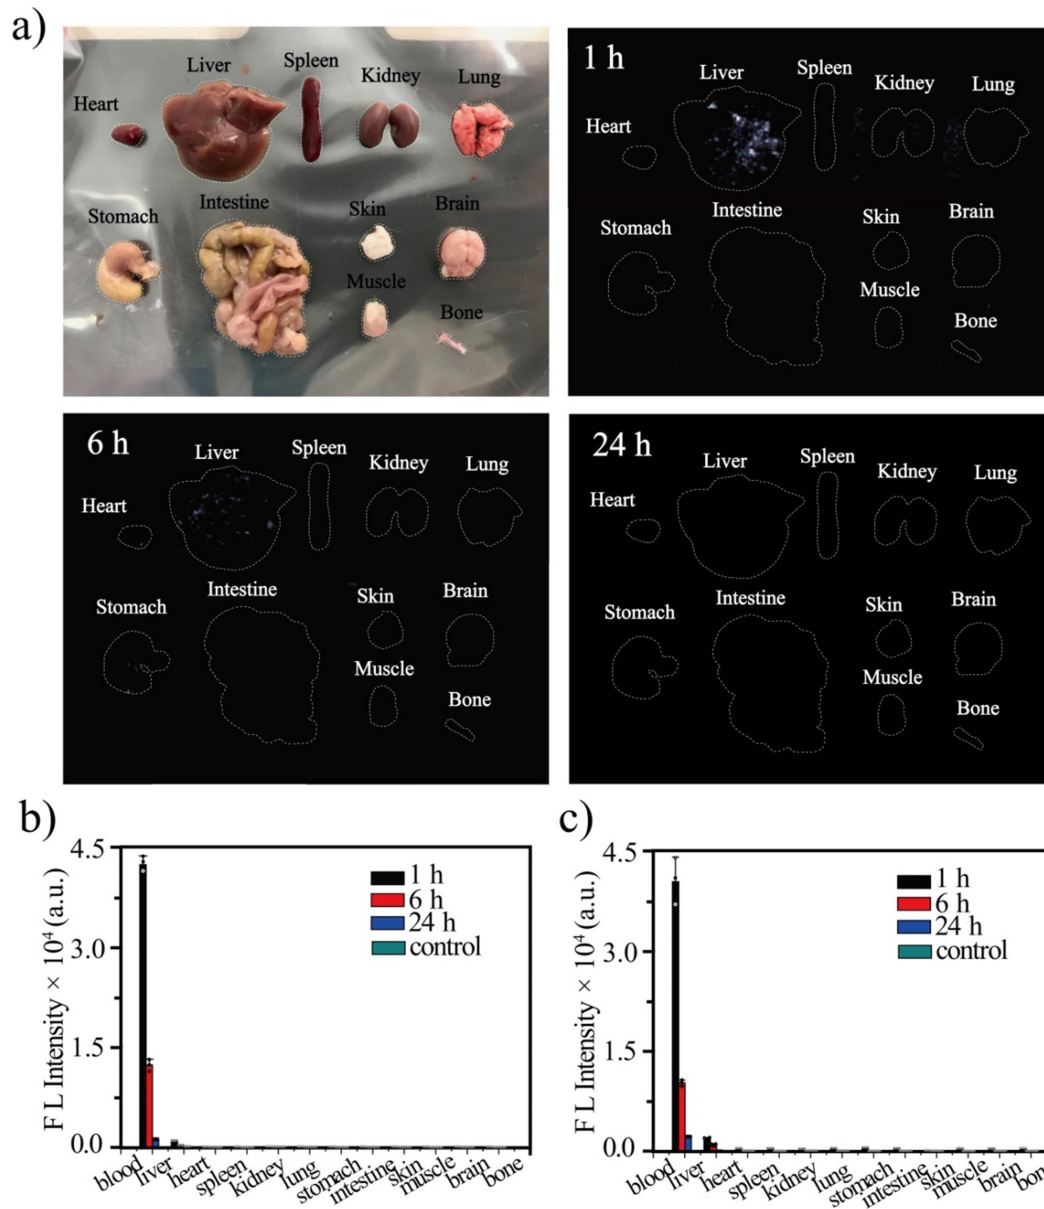 a)
Liver
Spleen
Kidney
Lung
Heart
Stomach
Intestine
Skin
Brain
Muscle
Bone
1 h
Liver
Spleen
Kidney
Lung
Heart
Stomach
Intestine
Skin
Brain
Muscle
Bone
6 h
Liver
Spleen
Kidney
Lung
Heart
Stomach
Intestine
Skin
Brain
Muscle
Bone
24 h
Liver
Spleen
Kidney
Lung
Heart
Stomach
Intestine
Skin
Brain
Muscle
Bone
b)
F L Intensity × 10⁴ (a.u.)
4.5
3.0
1.5
0.0
1 h
6 h
24 h
control
blood
liver
heart
spleen
kidney
lung
stomach
intestine
skin
muscle
brain
bone
c)
F L Intensity × 10⁴ (a.u.)
4.5
3.0
1.5
0.0
1 h
6 h
24 h
control
blood
liver
heart
spleen
kidney
lung
stomach
intestine
skin
muscle
brain
bone